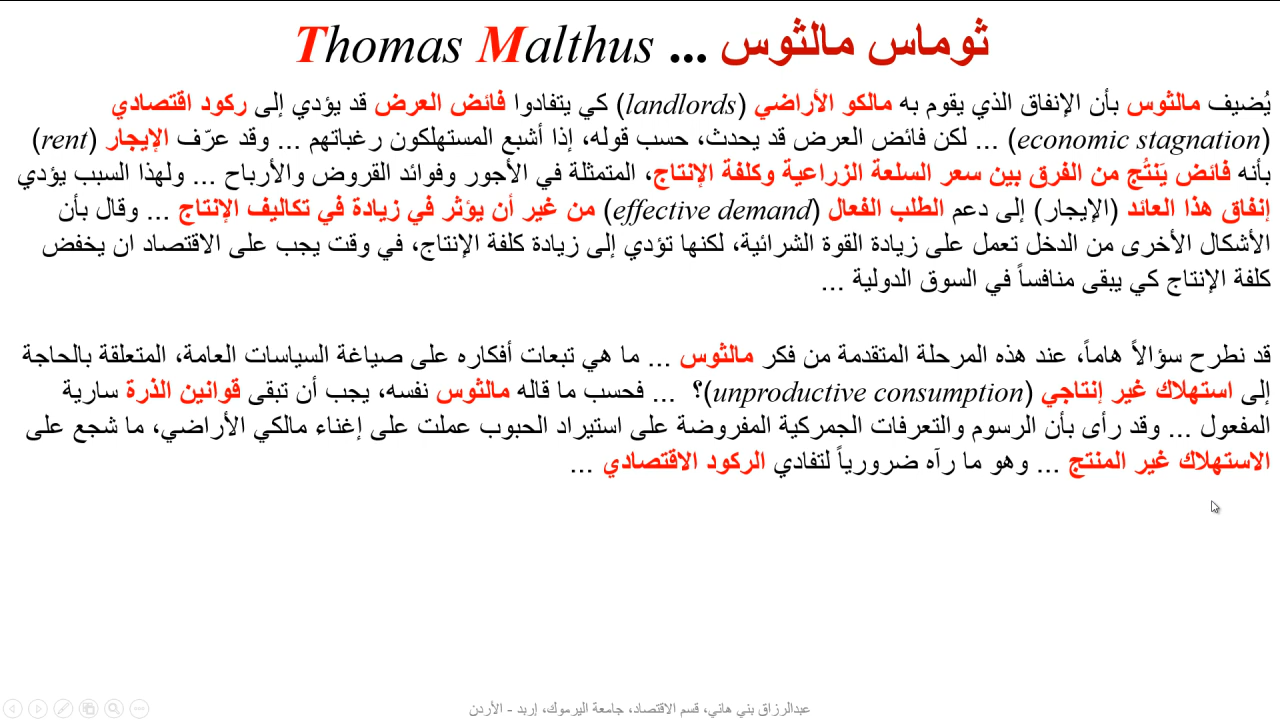 ثوماس مالثوس ... Thomas Malthus
يُضيف مالثوس بأن الإنفاق الذي يقوم به مالكو الأراضي (landlords) كي يتفادوا فائض العرض قد يؤدي إلى ركود اقتصادي
(economic stagnation) ... لكن فائض العرض قد يحدث، حسب قوله، إذا أشبع المستهلكون رغباتهم ... وقد عرّف الإيجار (rent)
بأنه فائض يَنتُج من الفرق بين سعر السلعة الزراعية وكلفة الإنتاج، المتمثلة في الأجور وفوائد القروض والأرباح ... ولهذا السبب يؤدي
إنفاق هذا العائد (الإيجار) إلى دعم الطلب الفعال (effective demand) من غير أن يؤثر في زيادة في تكاليف الإنتاج ... وقال بأن
الأشكال الأخرى من الدخل تعمل على زيادة القوة الشرائية، لكنها تؤدي إلى زيادة كلفة الإنتاج، في وقت يجب على الاقتصاد ان يخفض
كلفة الإنتاج كي يبقى منافساً في السوق الدولية ...
قد نطرح سؤالاً هاماً، عند هذه المرحلة المتقدمة من فكر مالثوس ... ما هي تبعات أفكاره على صياغة السياسات العامة، المتعلقة بالحاجة
إلى استهلاك غير إنتاجي (unproductive consumption)؟ ... فحسب ما قاله مالثوس نفسه، يجب أن تبقى قوانين الذرة سارية
المفعول ... وقد رأى بأن الرسوم والتعرفات الجمركية المفروضة على استيراد الحبوب عملت على إغناء مالكي الأراضي، ما شجع على
الاستهلاك غير المنتج ... وهو ما رآه ضرورياً لتفادي الركود الاقتصادي ...
عبدالرزاق بني هاني، قسم الاقتصاد، جامعة اليرموك، إربد - الأردن